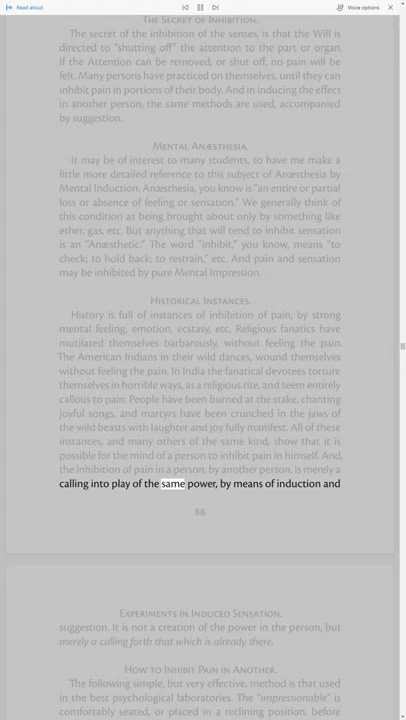 Read aloud
Voice options
THE SECRET OF INHIBITION.
The secret of the inhibition of the senses, is that the Will is
directed to "shutting off" the attention to the part or organ.
If the Attention can be removed, or shut off, no pain will be
felt. Many persons have practiced on themselves, until they can
inhibit pain in portions of their body. And in inducing the effect
in another person, the same methods are used, accompanied
by suggestion.
MENTAL ANÆSTHESIA.
It may be of interest to many students, to have me make a
little more detailed reference to this subject of Anæsthesia by
Mental Induction. Anæsthesia, you know is "an entire or partial
loss or absence of feeling or sensation." We generally think of
this condition as being brought about only by something like
ether, gas, etc. But anything that will tend to inhibit sensation
is an "Anæsthetic." The word "inhibit," you know, means "to
check; to hold back; to restrain," etc. And pain and sensation
may be inhibited by pure Mental Impression.
HISTORICAL INSTANCES.
History is full of instances of inhibition of pain, by strong
mental feeling, emotion, ecstasy, etc. Religious fanatics have
mutilated themselves barbarously, without feeling the pain.
The American Indians in their wild dances, wound themselves
without feeling the pain. In India the fanatical devotees torture
themselves in horrible ways, as a religious rite, and seem entirely
callous to pain. People have been burned at the stake, chanting
joyful songs, and martyrs have been crunched in the jaws of
the wild beasts with laughter and joy fully manifest. All of these
instances, and many others of the same kind, show that it is
possible for the mind of a person to inhibit pain in himself. And,
the inhibition of pain in a person, by another person, is merely a
calling into play of the same power, by means of induction and
88
EXPERIMENTS IN INDUCED SENSATION.
suggestion. It is not a creation of the power in the person, but
merely a calling forth that which is already there.
HOW TO INHIBIT PAIN IN ANOTHER.
The following simple, but very effective, method is that used
in the best psychological laboratories. The "impressionable" is
comfortably seated, or placed in a reclining position, before